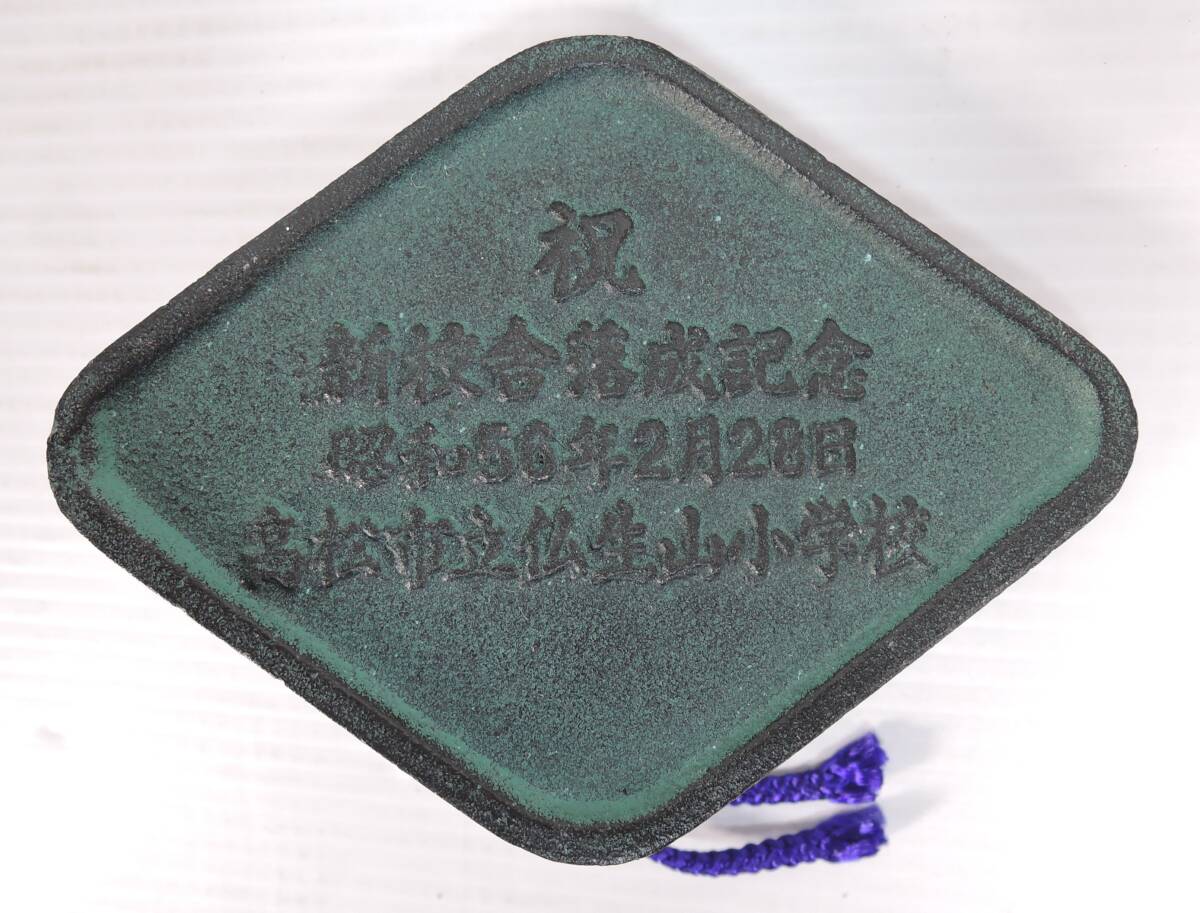 祝
新校舎落成記念
昭和56年2月28日
高松市立仏生山小学校